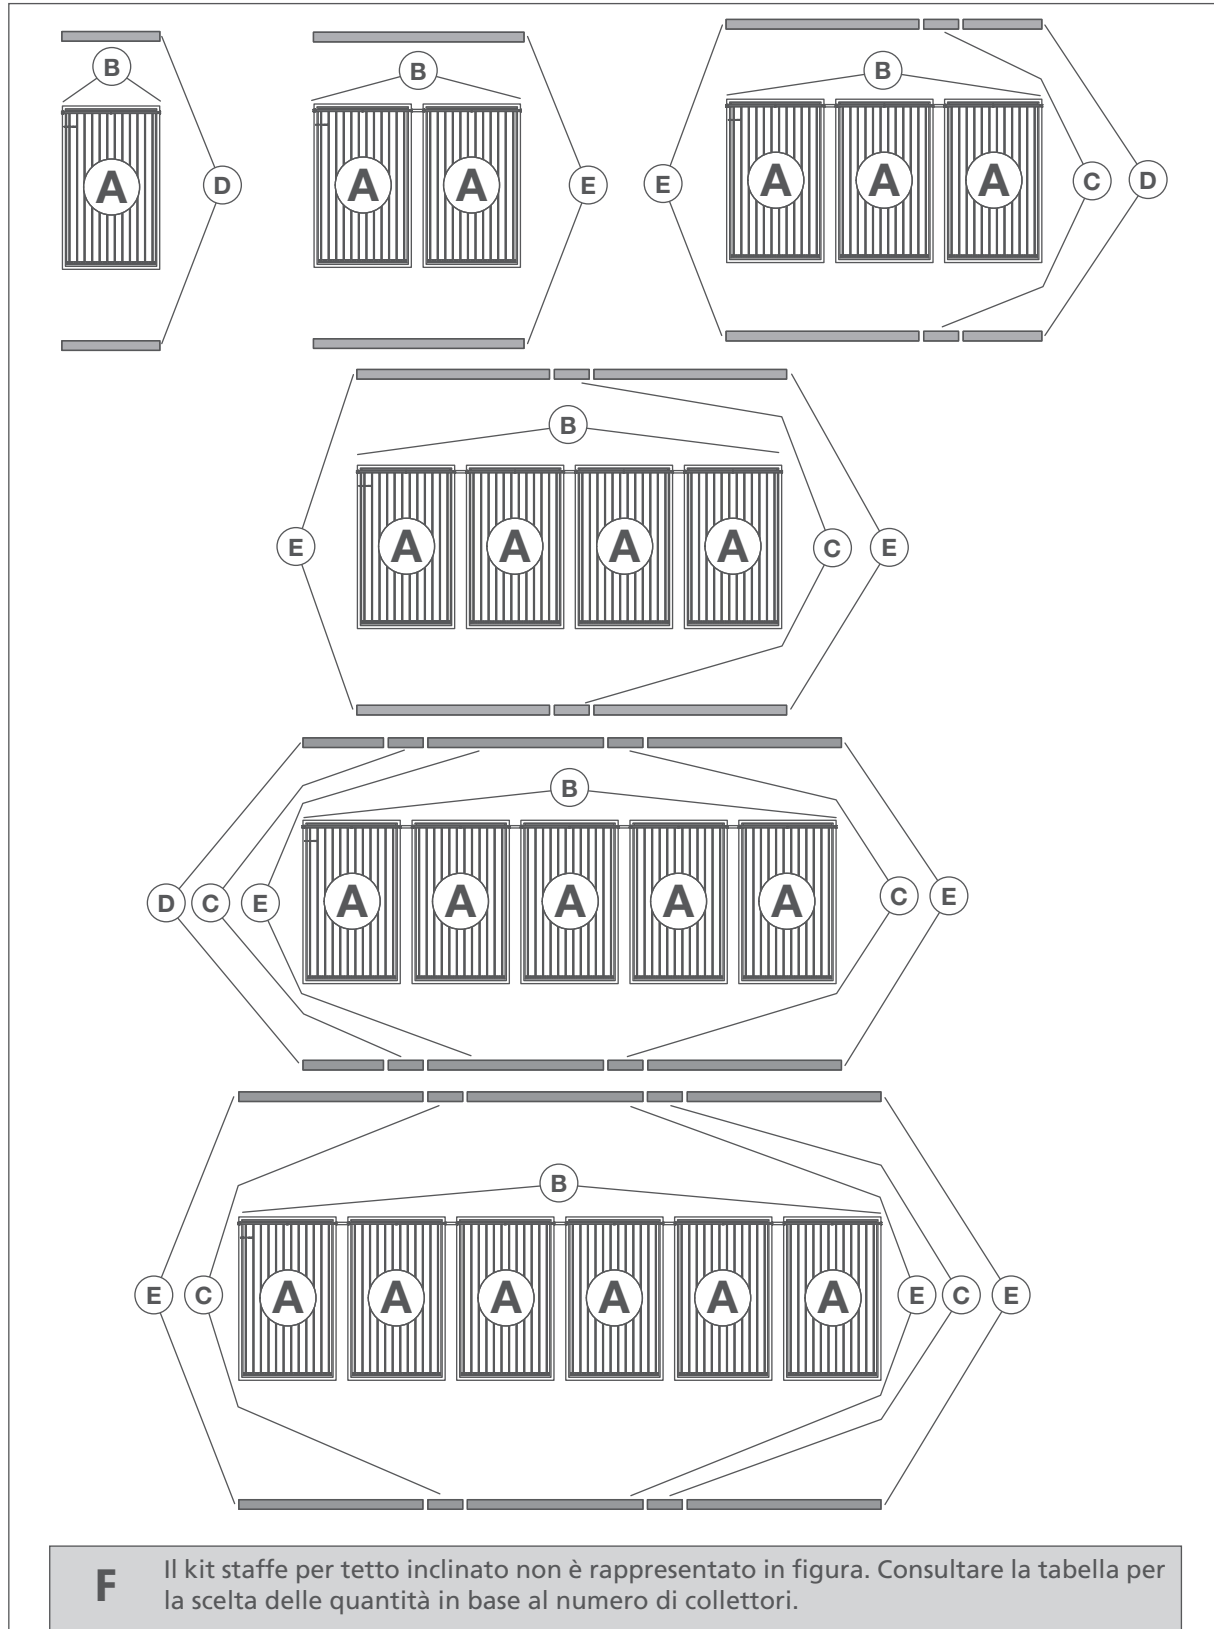 B
A
D
B
A A
E
B
E
A A A
C D
B
E
A A A A
C E
B
D C E
A A A A A
C E
B
E C
A A A A A A
E C E
F
Il kit staffe per tetto inclinato non è rappresentato in figura. Consultare la tabella per
la scelta delle quantità in base al numero di collettori.